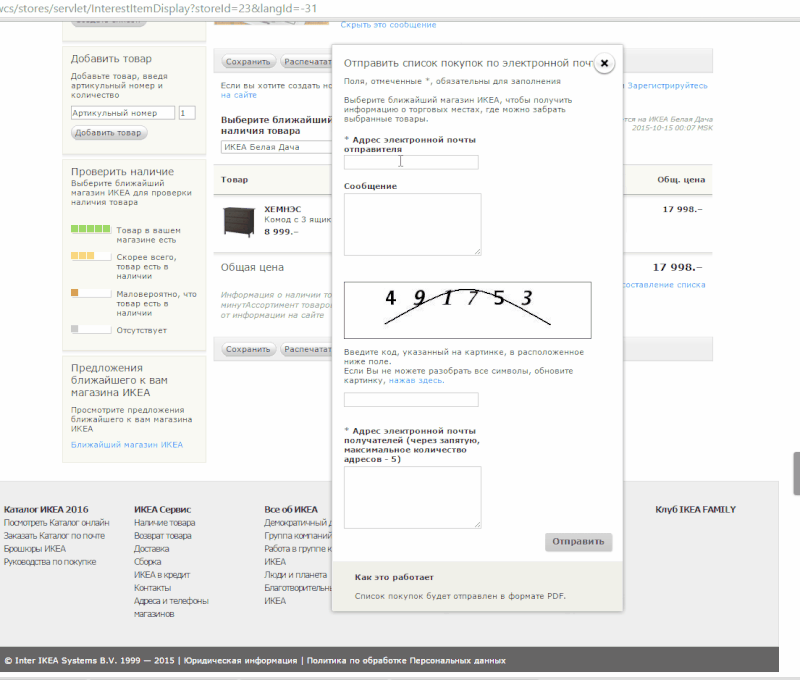 wcs/stores/servlet/InterestItemDisplay?storeId=23&langId=-31
Скрыть это сообщение
Добавить товар
Добавьте товар, введя
артикульный номер и
количество
Артикульный номер
1
Добавить товар
Проверить наличие
Выберите ближайший
магазин ИКЕА для проверки
наличия товара
Товар в вашем
магазине есть
Скорее всего,
товар есть в
наличии
Маловероятно, что
товар есть в
наличии
Отсутствует
Предложения
ближайшего к вам
магазина ИКЕА
Просмотрите предложения
ближайшего к вам магазина
ИКЕА
Ближайший магазин ИКЕА
Сохранить
Распечатат
Если вы хотите создать но
на сайте
и Зарегистрируйтесь
Выберите ближайший
наличия товара
ИКЕА Белая Дача
ется на ИКЕА Белая Дача
2015-10-15 00:07 MSK
Товар
Общ. цена
ХЕМНЭС
Комод с 3 ящик
8 999.–
17 998.–
Общая цена
17 998.–
Информация о наличии то
минутАссортимент товаро
от информации на сайте
составление списка
Сохранить
Распечатат
Отправить список покупок по электронной поч
Поля, отмеченные *, обязательны для заполнения
Выберите ближайший магазин ИКЕА, чтобы получить
информацию о торговых местах, где можно забрать
выбранные товары.
* Адрес электронной почты
отправителя
Сообщение
4 9 1 7 5 3
Введите код, указанный на картинке, в расположенное
ниже поле.
Если Вы не можете разобрать все символы, обновите
картинку, нажав здесь.
* Адрес электронной почты
получателей (через запятую,
максимальное количество
адресов - 5)
Отправить
Как это работает
Список покупок будет отправлен в формате PDF.
Каталог ИКЕА 2016
Посмотреть Каталог онлайн
Заказать Каталог по почте
Брошюры ИКЕА
Руководства по покупке
ИКЕА Сервис
Наличие товара
Возврат товара
Доставка
Сборка
ИКЕА в кредит
Контакты
Адреса и телефоны
магазинов
Все об ИКЕА
Демократичный д
Группа компаний
Работа в группе к
ИКЕА
Люди и планета
Благотворительн
ИКЕА
Клуб IKEA FAMILY
© Inter IKEA Systems B.V. 1999 — 2015 | Юридическая информация | Политика по обработке Персональных данных